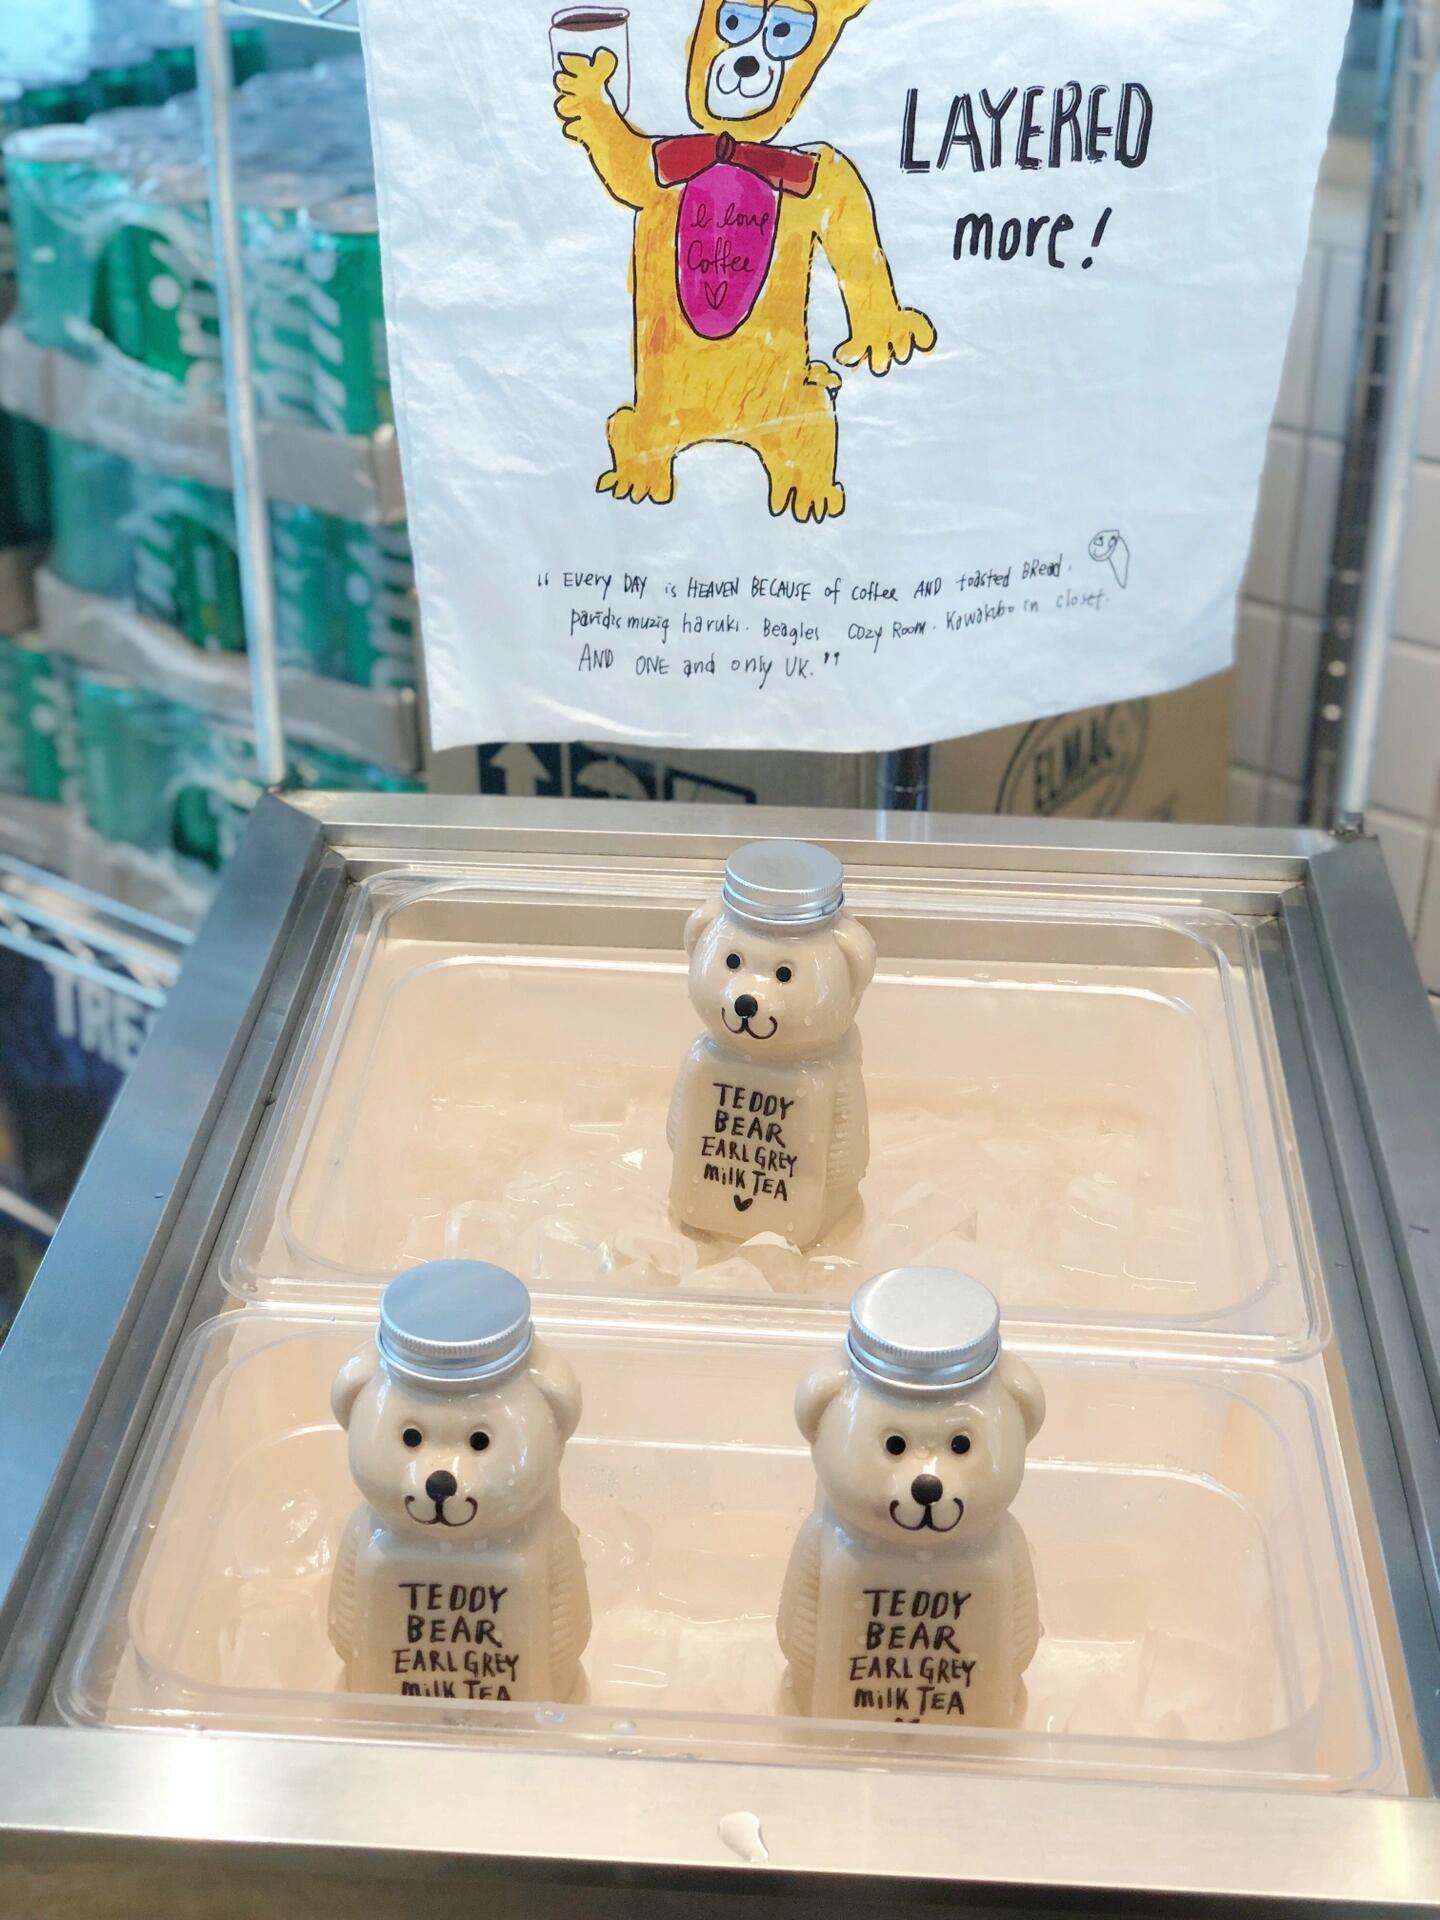 LAYERED
more!
I love
Coffee
"Every DAY is HEAVEN BECAUSE of coffee AND toasted BRead.
muzig haruki. Beagles Cozy Room. Kawakubo in closet.
AND ONE and only UK."
ELMAC
TREE
TEDDY
BEAR
EARL GREY
milk TEA
TEDDY
BEAR
EARL GREY
milk TEA
TEDDY
BEAR
EARL GREY
milk TEA